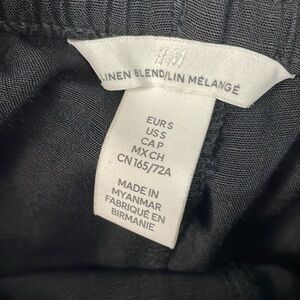 H&M
LINEN BLEND/LIN MÉLANGÉ
EUR S
US S
CA P
MX CH
CN 165/72A
MADE IN
MYANMAR
FABRIQUÉ EN
BIRMANIE